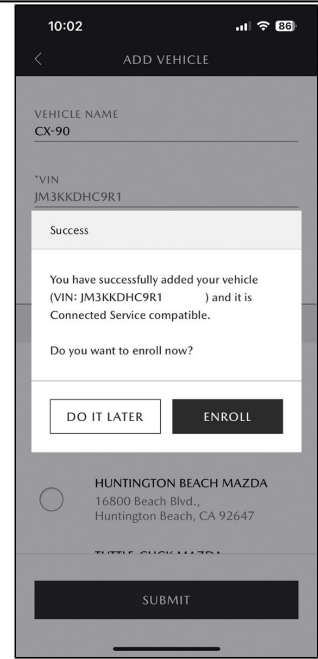 10:02
86
ADD VEHICLE
VEHICLE NAME
CX-90
*VIN
JM3KKDHC9R1
Success
You have successfully added your vehicle
(VIN: JM3KKDHC9R1 ) and it is
Connected Service compatible.
Do you want to enroll now?
DO IT LATER
ENROLL
HUNTINGTON BEACH MAZDA
16800 Beach Blvd.,
Huntington Beach, CA 92647
SUBMIT